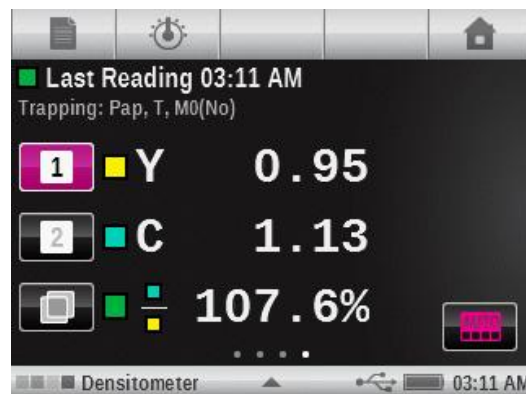 Last Reading 03:11 AM
Trapping: Pap, T, M0(No)
1 Y 0.95
2 C 1.13
107.6%
AUTO
Densitometer 03:11 AM